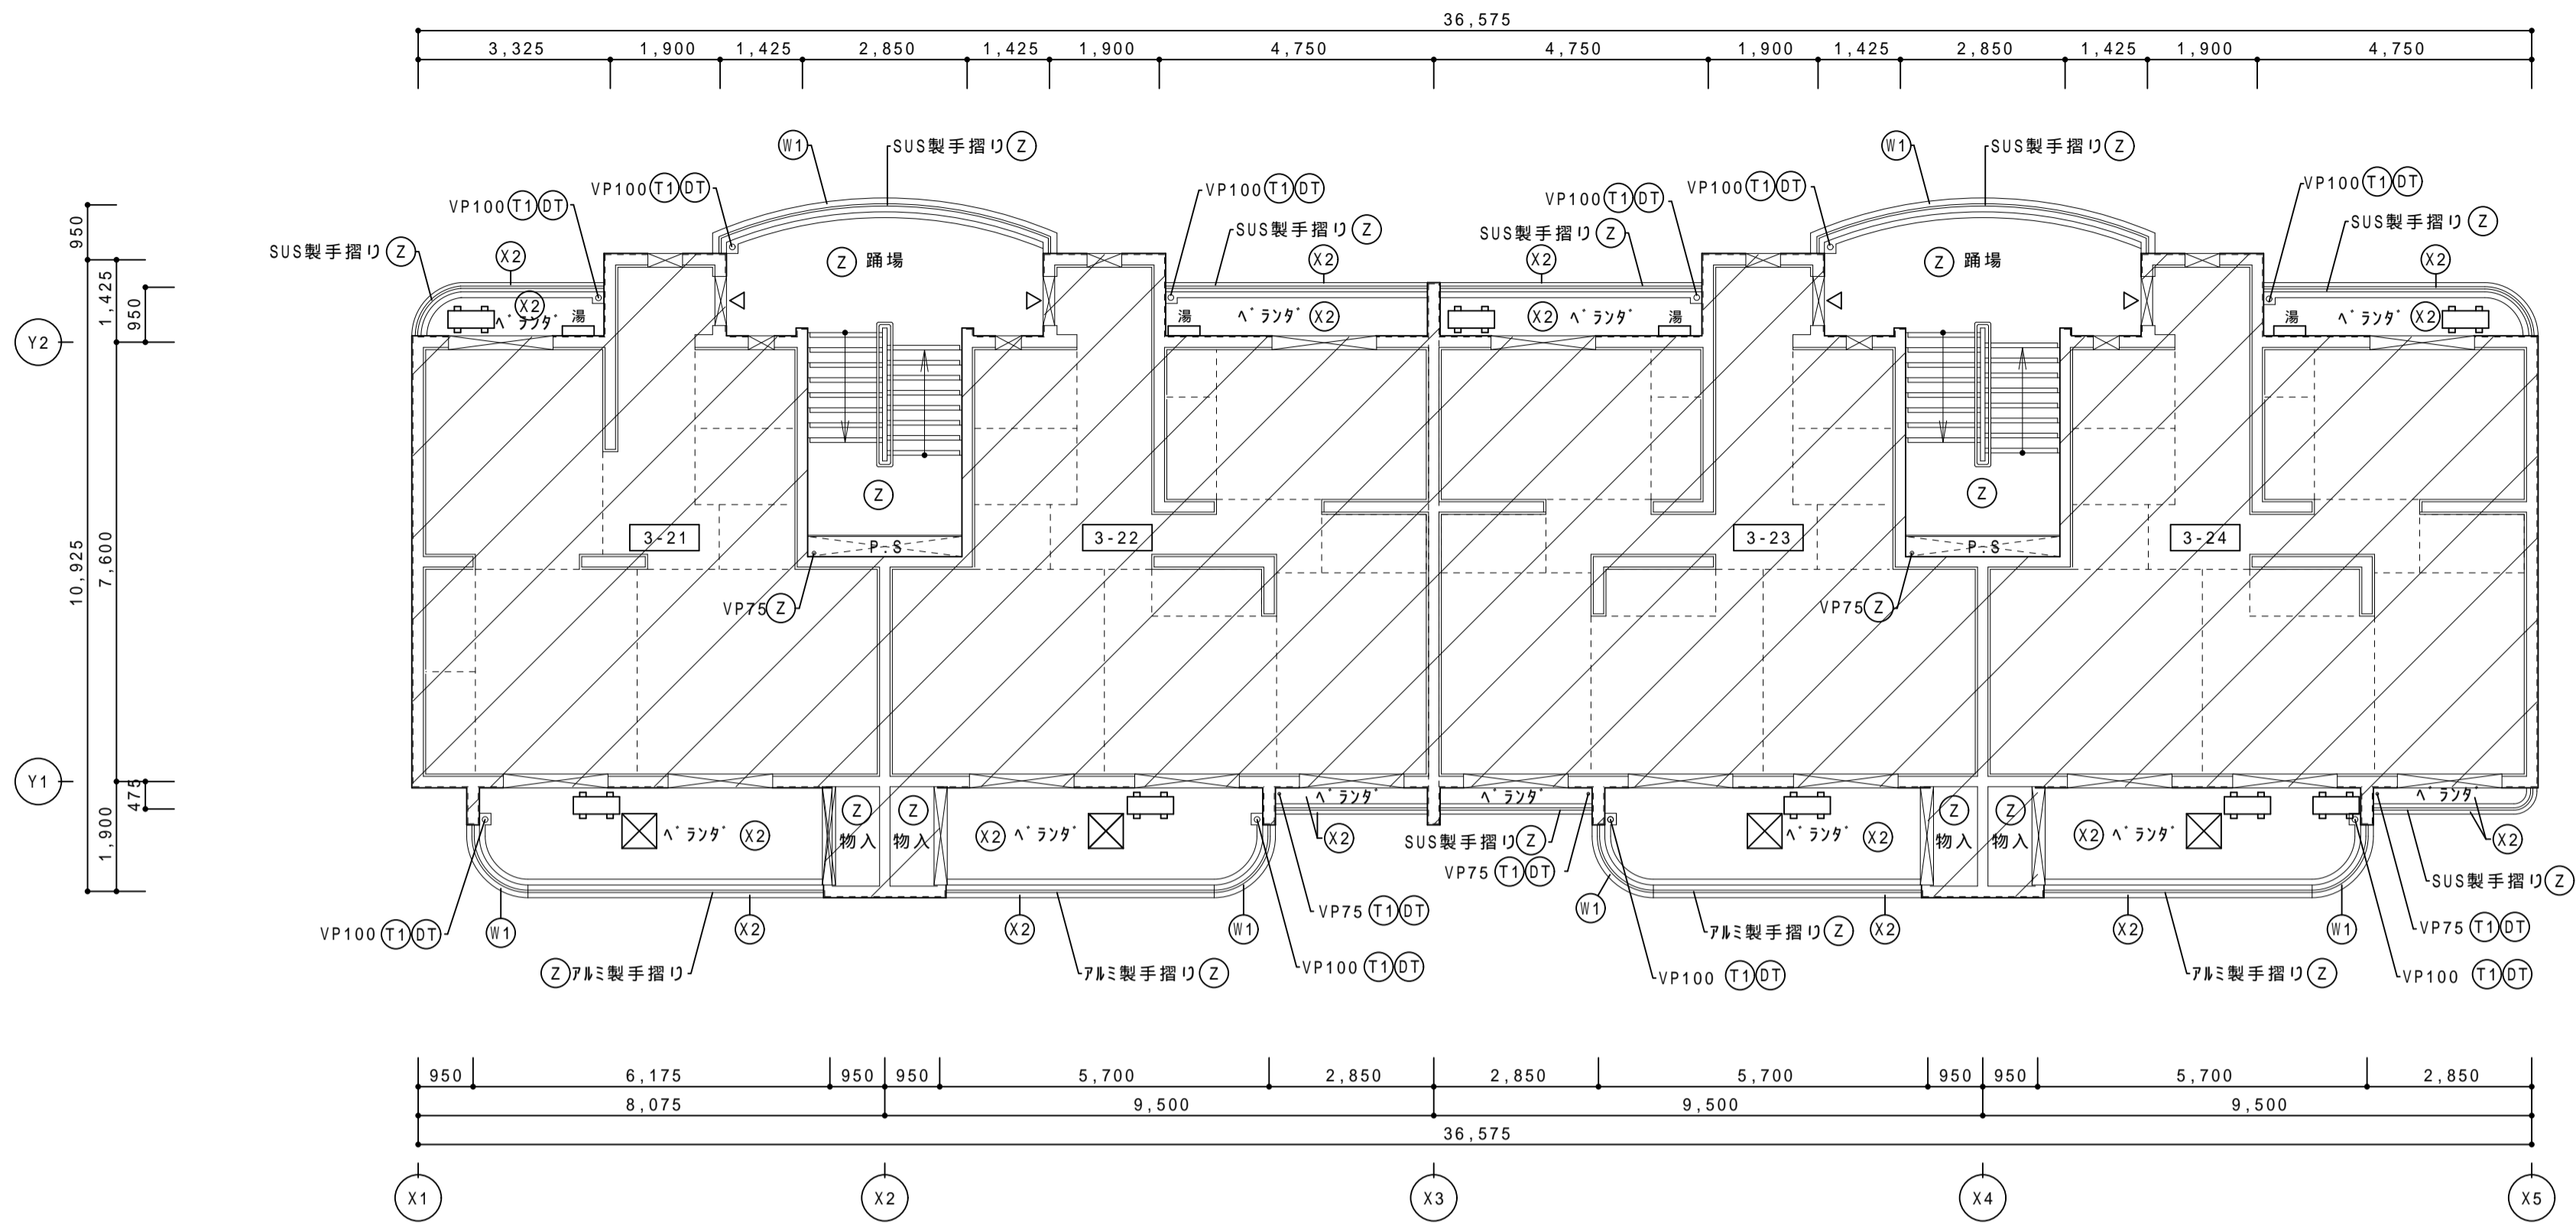 36,575
3,325 1,900 1,425 2,850 1,425 1,900 4,750 4,750 1,900 1,425 2,850 1,425 1,900 4,750
W1 SUS製手摺り Z W1 SUS製手摺り Z
VP100 T1 DT VP100 T1 DT VP100 T1 DT VP100 T1 DT
VP100 T1 DT VP100 T1 DT
SUS製手摺り Z SUS製手摺り Z SUS製手摺り Z SUS製手摺り Z
X2 Z 踊場 X2 X2 Z 踊場 X2
950
1,425
950
X2 ﾍﾞﾗﾝﾀﾞ 湯 湯 ﾍﾞﾗﾝﾀﾞ X2 X2 ﾍﾞﾗﾝﾀﾞ 湯 湯 ﾍﾞﾗﾝﾀﾞ X2
Y2
Z Z
3-21 3-22 3-23 3-24
P.S P.S
10,925
7,600
VP75 Z VP75 Z
Y1
475
1,900
ﾍﾞﾗﾝﾀﾞ ﾍﾞﾗﾝﾀﾞ ﾍﾞﾗﾝﾀﾞ
Z Z Z Z
ﾍﾞﾗﾝﾀﾞ X2 物入 物入 X2 ﾍﾞﾗﾝﾀﾞ X2 SUS製手摺り Z ﾍﾞﾗﾝﾀﾞ X2 物入 物入 X2 ﾍﾞﾗﾝﾀﾞ X2
VP75 T1 DT SUS製手摺り Z
VP100 T1 DT W1 X2 X2 W1 VP75 T1 DT W1 ｱﾙﾐ製手摺り Z X2 X2 W1 VP75 T1 DT
Z ｱﾙﾐ製手摺り ｱﾙﾐ製手摺り Z VP100 T1 DT VP100 T1 DT ｱﾙﾐ製手摺り Z VP100 T1 DT
950 6,175 950 950 5,700 2,850 2,850 5,700 950 950 5,700 2,850
8,075 9,500 9,500 9,500
36,575
X1 X2 X3 X4 X5